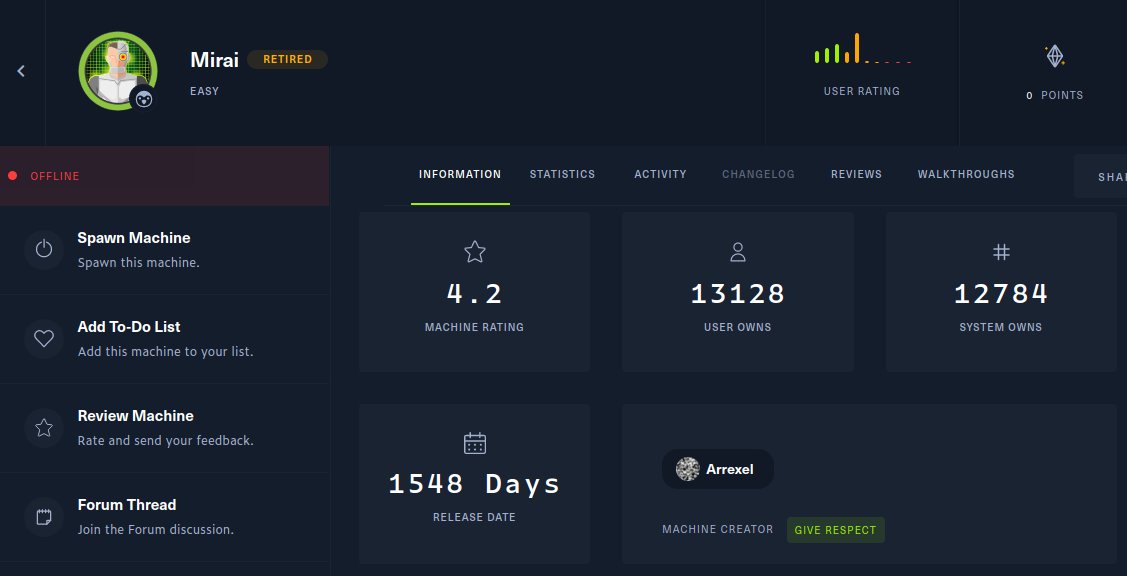 Mirai RETIRED
EASY
USER RATING
0 POINTS
OFFLINE
INFORMATION STATISTICS ACTIVITY CHANGELOG REVIEWS WALKTHROUGHS
Spawn Machine
Spawn this machine.
Add To-Do List
Add this machine to your list.
Review Machine
Rate and send your feedback.
Forum Thread
Join the Forum discussion.
4.2
MACHINE RATING
13128
USER OWNS
12784
SYSTEM OWNS
1548 Days
RELEASE DATE
Arrexel
MACHINE CREATOR GIVE RESPECT